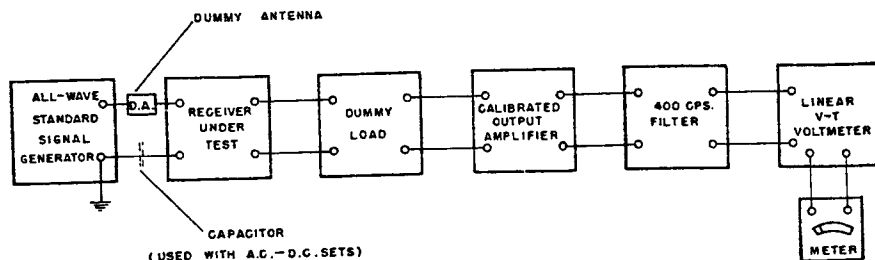 DUMMY ANTENNA
ALL-WAVE
STANDARD
SIGNAL
GENERATOR
D.A.
RECEIVER
UNDER
TEST
DUMMY
LOAD
CALIBRATED
OUTPUT
AMPLIFIER
400 CPS.
FILTER
LINEAR
V-T
VOLTMETER
METER
CAPACITOR
(USED WITH A.C.-D.C. SETS)